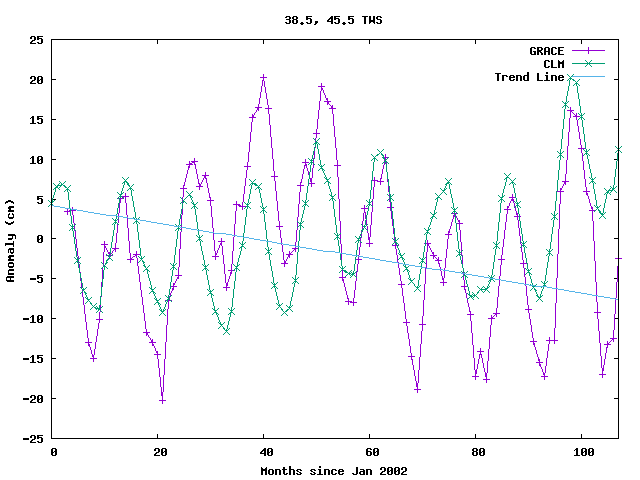 38.5, 45.5 TWS
GRACE
CLM
Trend Line
25
20
15
10
5
0
-5
-10
-15
-20
-25
Anomaly (cm)
0 20 40 60 80 100
Months since Jan 2002